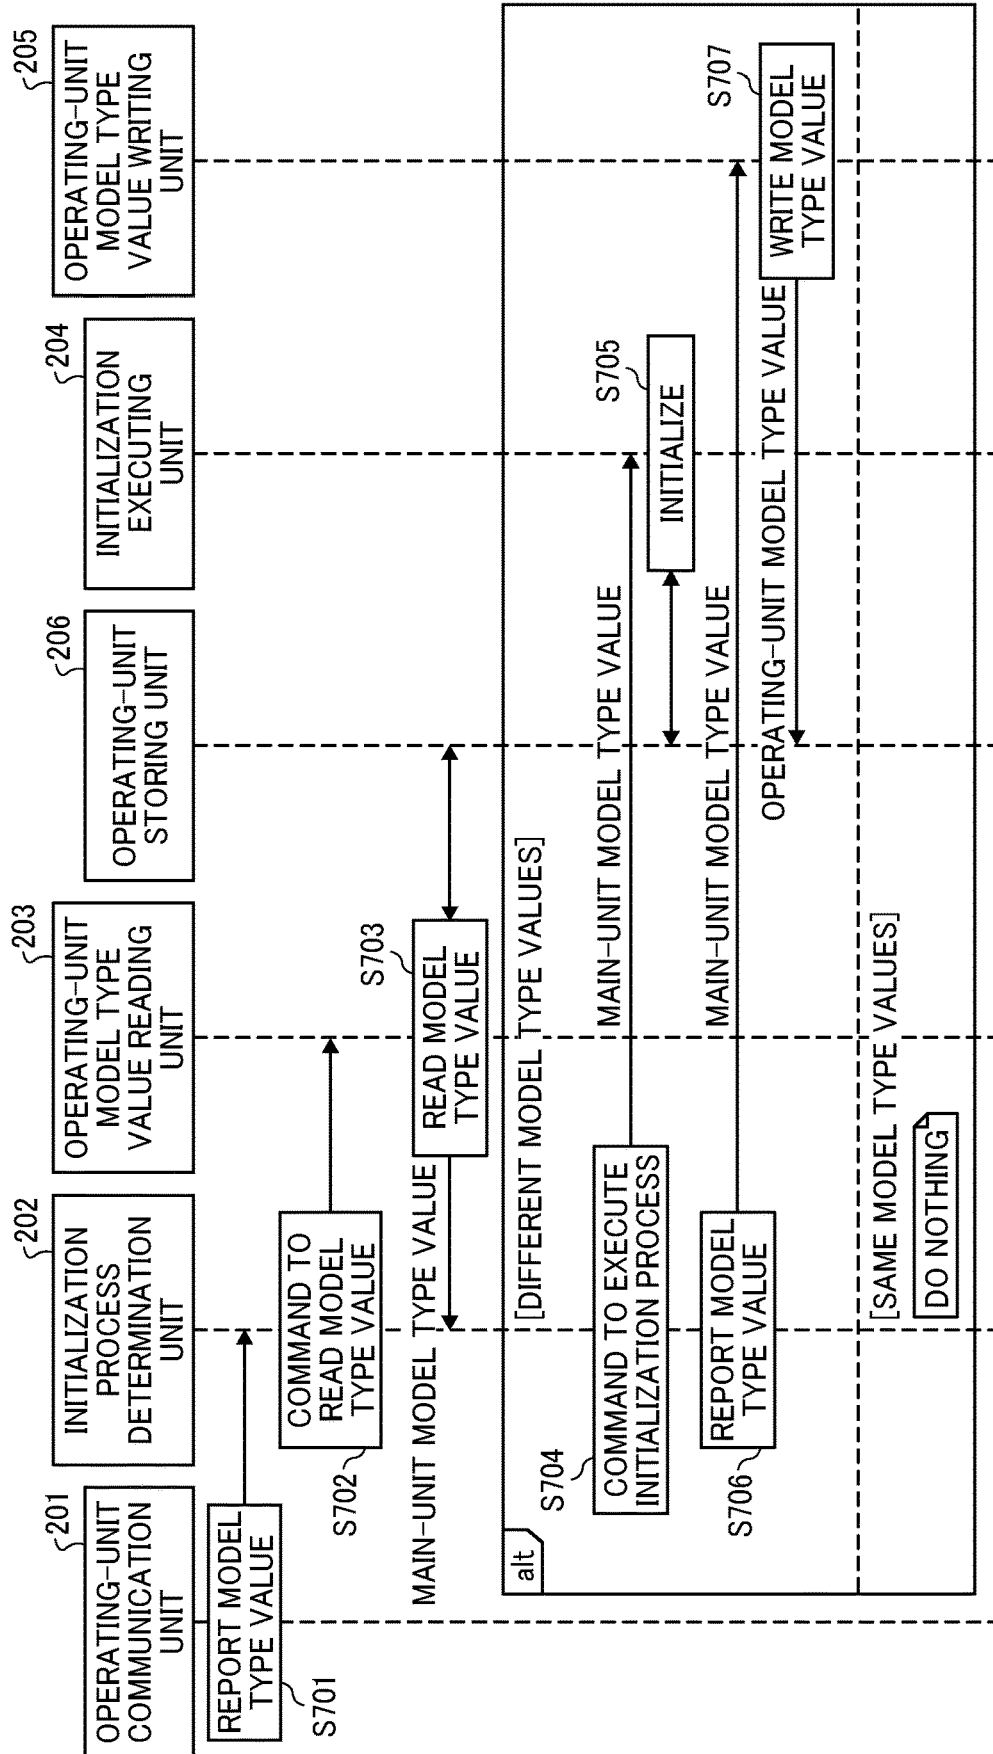 201
OPERATING-UNIT
COMMUNICATION
UNIT
202
INITIALIZATION
PROCESS
DETERMINATION
UNIT
203
OPERATING-UNIT
MODEL TYPE
VALUE READING
UNIT
206
OPERATING-UNIT
STORING UNIT
204
INITIALIZATION
EXECUTING
UNIT
205
OPERATING-UNIT
MODEL TYPE
VALUE WRITING
UNIT
REPORT MODEL
TYPE VALUE
S701
COMMAND TO
READ MODEL
TYPE VALUE
S702
S703
READ MODEL
TYPE VALUE
MAIN-UNIT MODEL TYPE VALUE
alt
[DIFFERENT MODEL TYPE VALUES]
S704
COMMAND TO EXECUTE
INITIALIZATION PROCESS
MAIN-UNIT MODEL TYPE VALUE
S705
INITIALIZE
REPORT MODEL
TYPE VALUE
S706
MAIN-UNIT MODEL TYPE VALUE
S707
WRITE MODEL
TYPE VALUE
OPERATING-UNIT MODEL TYPE VALUE
[SAME MODEL TYPE VALUES]
DO NOTHING